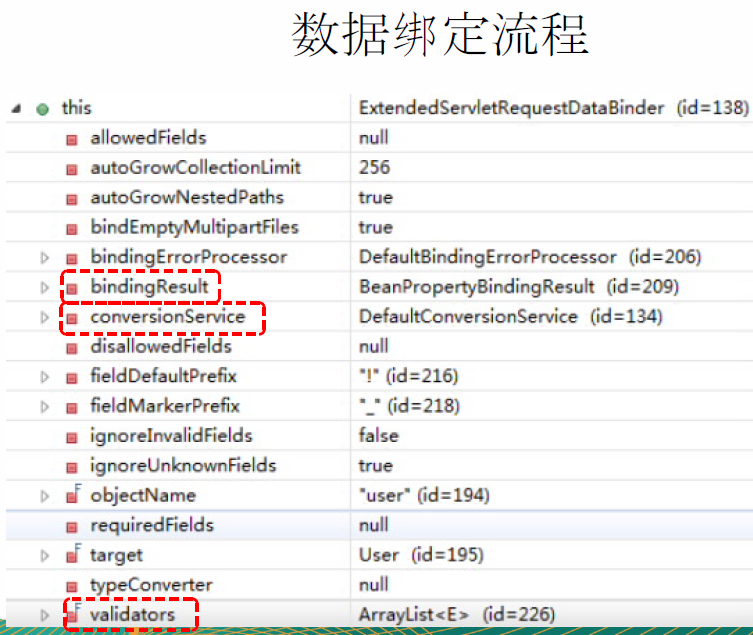 数据绑定流程
this ExtendedServletRequestDataBinder (id=138)
allowedFields null
autoGrowCollectionLimit 256
autoGrowNestedPaths true
bindEmptyMultipartFiles true
bindingErrorProcessor DefaultBindingErrorProcessor (id=206)
bindingResult BeanPropertyBindingResult (id=209)
conversionService DefaultConversionService (id=134)
disallowedFields null
fieldDefaultPrefix "!" (id=216)
fieldMarkerPrefix "_" (id=218)
ignoreInvalidFields false
ignoreUnknownFields true
F objectName "user" (id=194)
requiredFields null
F target User (id=195)
typeConverter null
F validators ArrayList<E> (id=226)